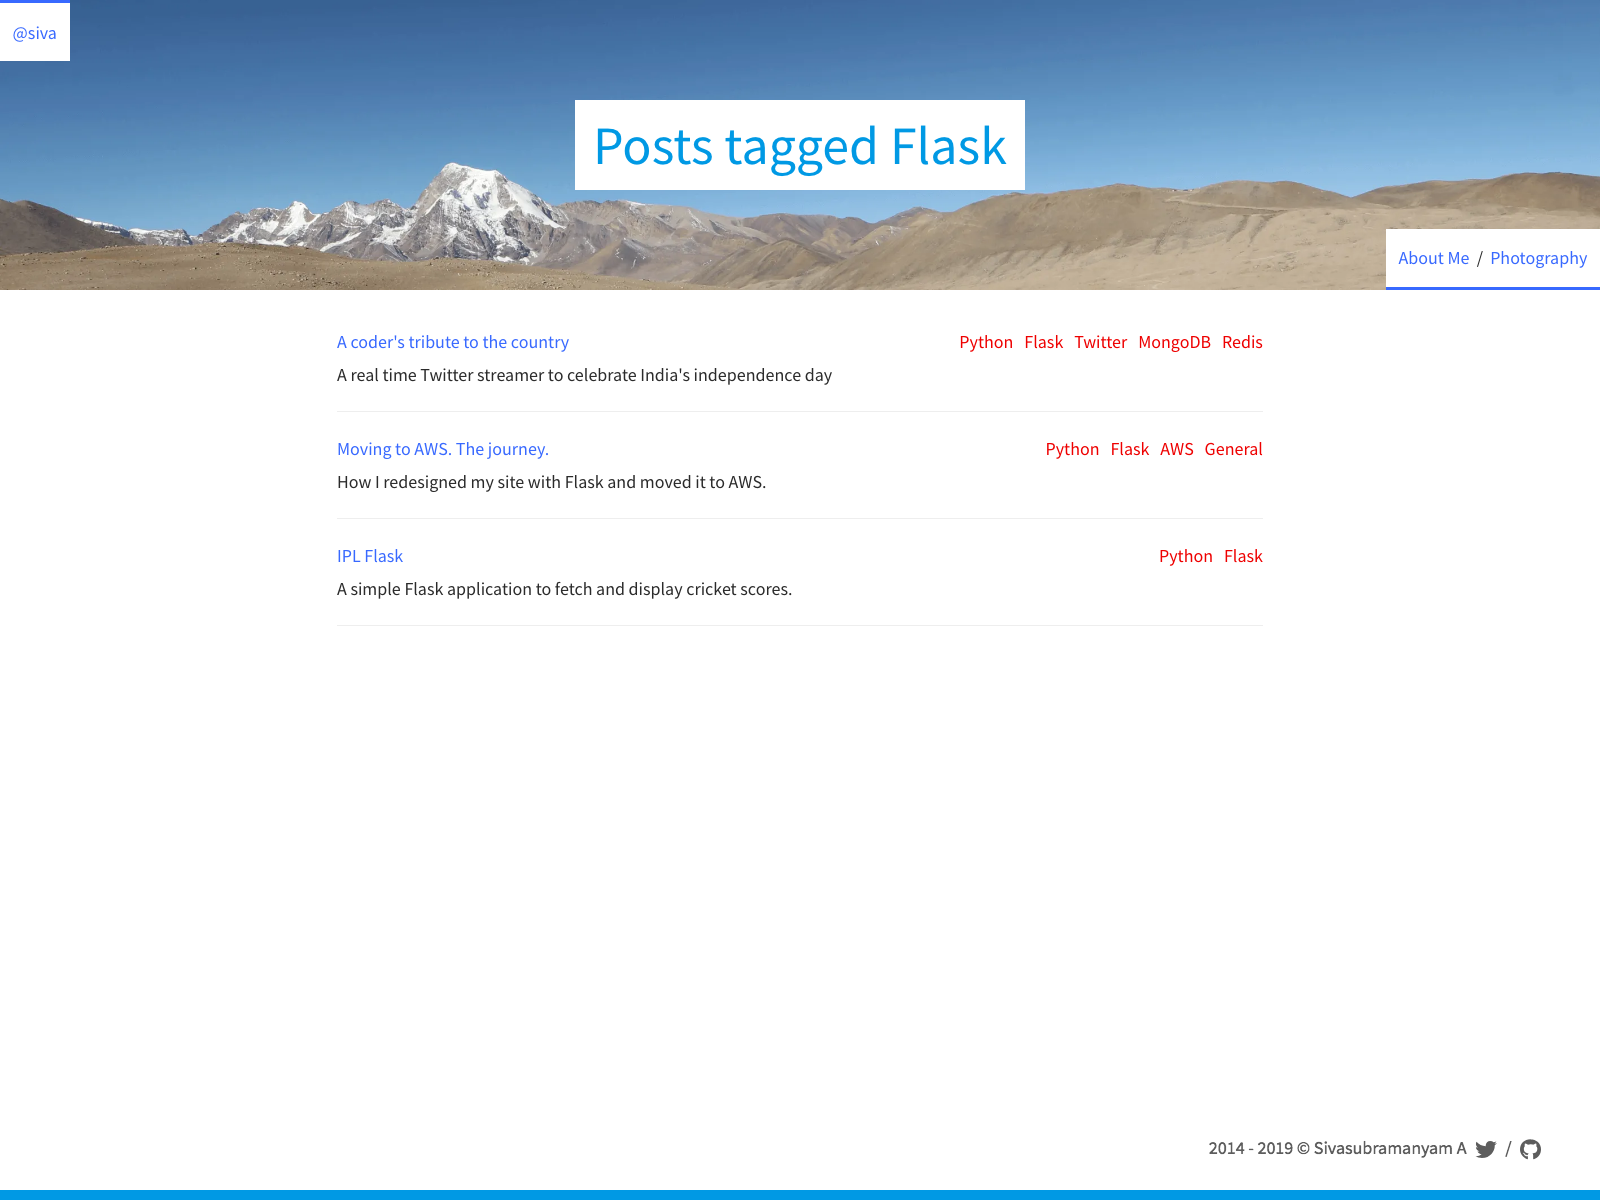 @siva
Posts tagged Flask
About Me / Photography
A coder's tribute to the country Python Flask Twitter MongoDB Redis
A real time Twitter streamer to celebrate India's independence day
Moving to AWS. The journey. Python Flask AWS General
How I redesigned my site with Flask and moved it to AWS.
IPL Flask Python Flask
A simple Flask application to fetch and display cricket scores.
2014 - 2019 © Sivasubramanyam A /